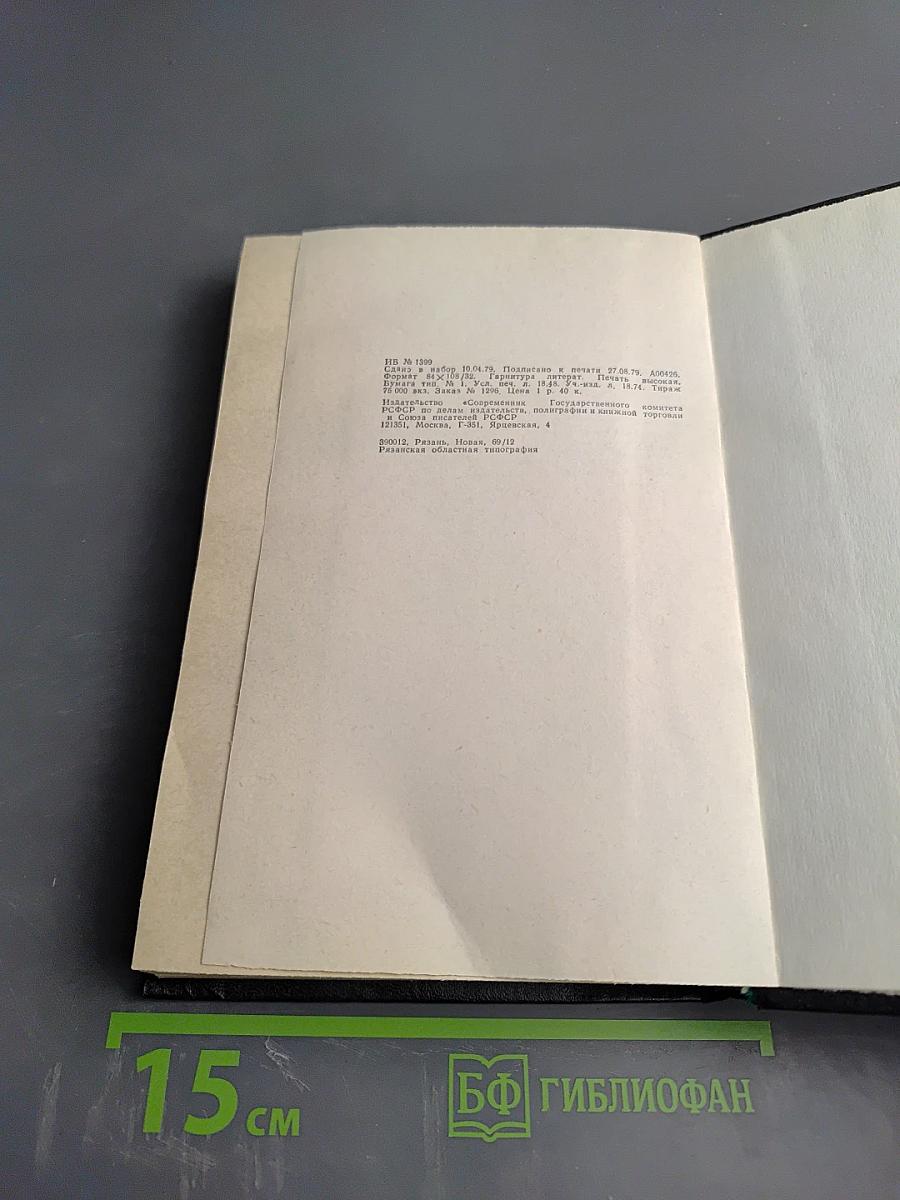 ИБ № 1399
Сдано в набор 10.04.79. Подписано к печати 27.08.79. А00426.
Формат 84×108/32. Гарнитура литерат. Печать высокая.
Бумага тип. № 1. Усл. печ. л. 18,48. Уч.-изд. л. 18,74. Тираж
75 000 экз. Заказ № 1296. Цена 1 р. 40 к.
Издательство «Современник Государственного комитета
РСФСР по делам издательств, полиграфии и книжной торговли
и Союза писателей РСФСР
121351, Москва, Г-351, Ярцевская, 4
390012, Рязань, Новая, 69/12
Рязанская областная типография
15 см
БФ ГИБЛИОФАН